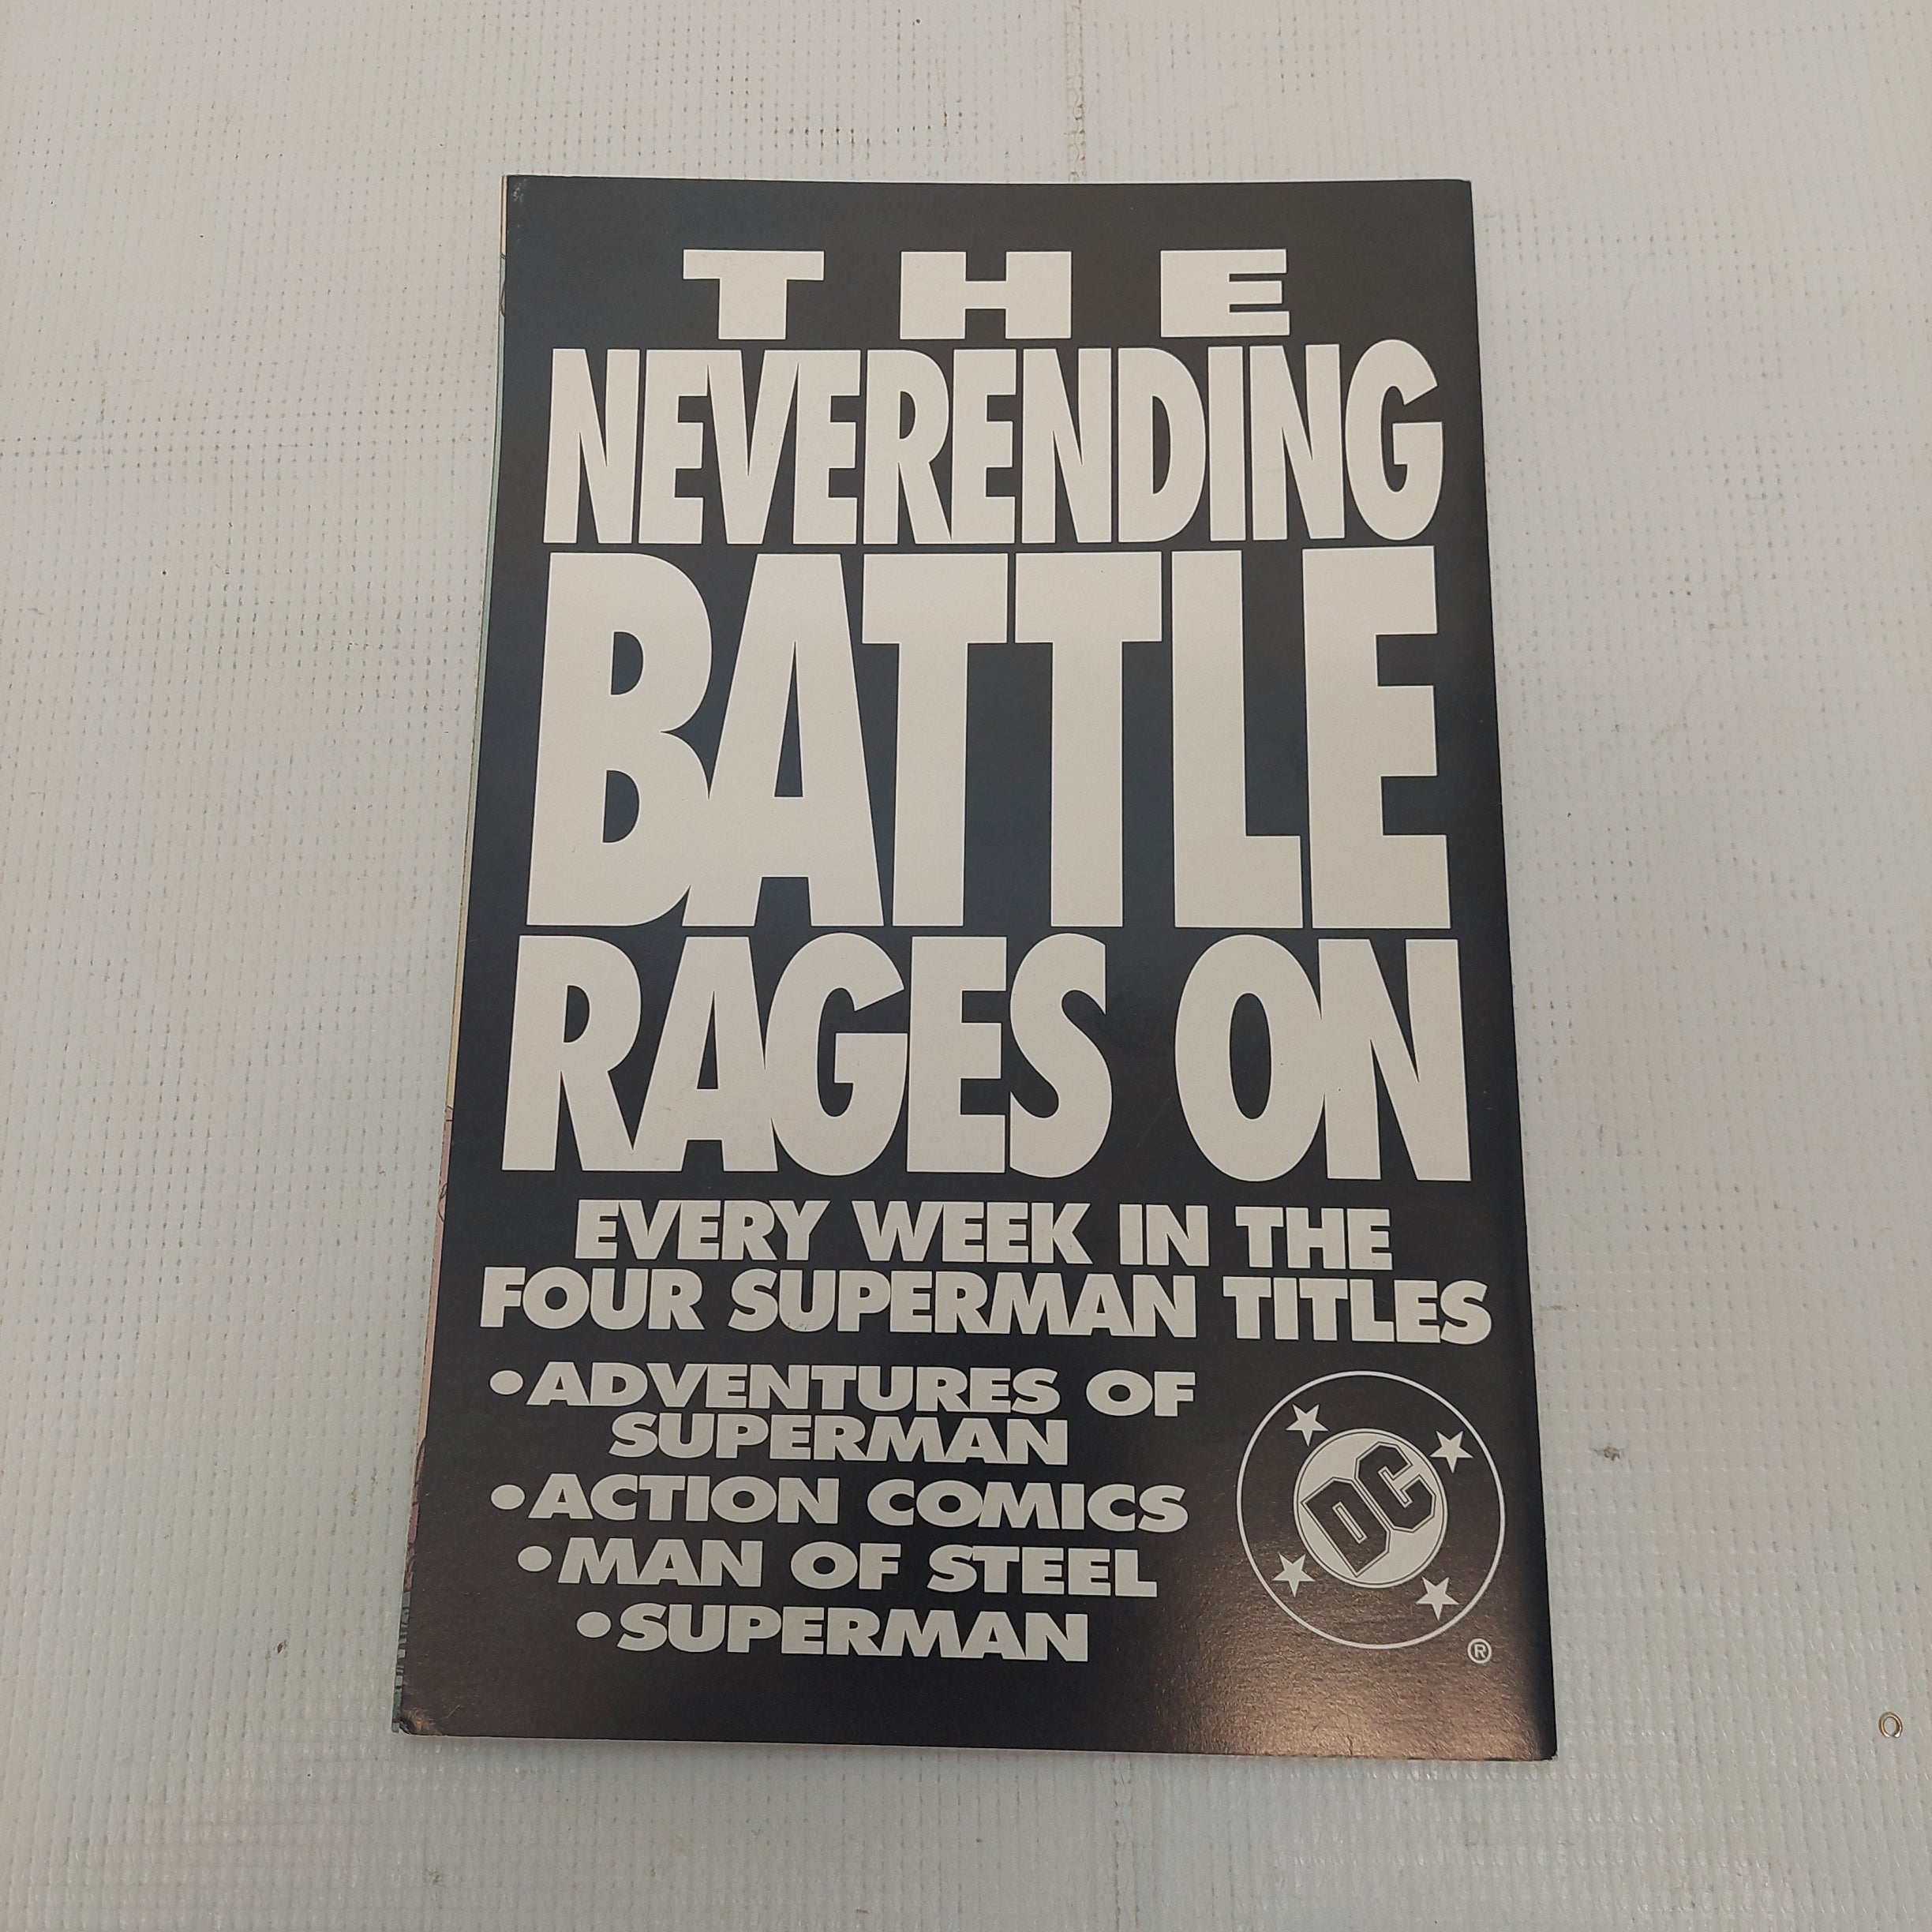 THE
NEVERENDING
BATTLE
RAGES ON
EVERY WEEK IN THE
FOUR SUPERMAN TITLES
•ADVENTURES OF
SUPERMAN
•ACTION COMICS
•MAN OF STEEL
•SUPERMAN
DC
®